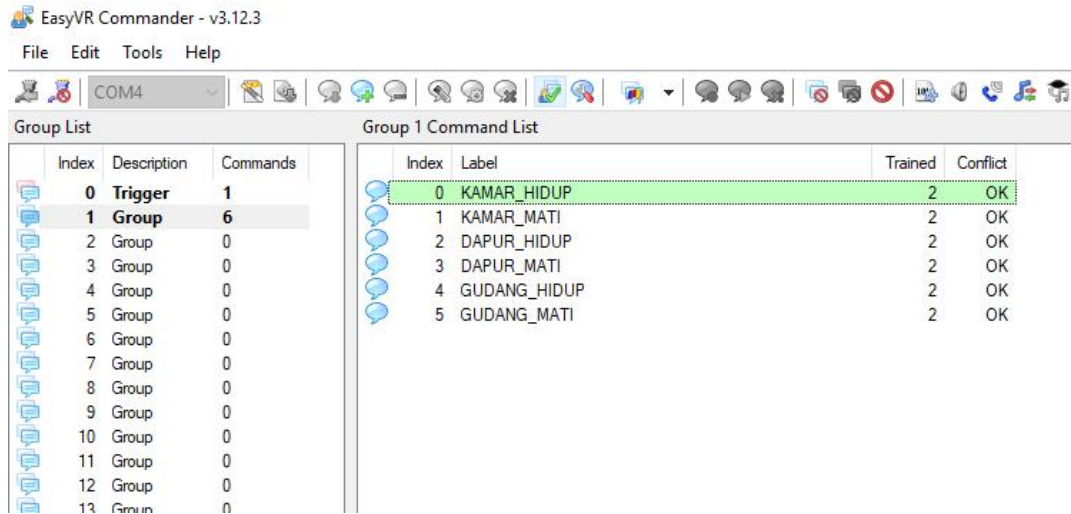 EasyVR Commander - v3.12.3
File Edit Tools Help
COM4
Group List
Index Description Commands
0 Trigger 1
1 Group 6
2 Group 0
3 Group 0
4 Group 0
5 Group 0
6 Group 0
7 Group 0
8 Group 0
9 Group 0
10 Group 0
11 Group 0
12 Group 0
13 Group 0
Group 1 Command List
Index Label Trained Conflict
0 KAMAR_HIDUP 2 OK
1 KAMAR_MATI 2 OK
2 DAPUR_HIDUP 2 OK
3 DAPUR_MATI 2 OK
4 GUDANG_HIDUP 2 OK
5 GUDANG_MATI 2 OK